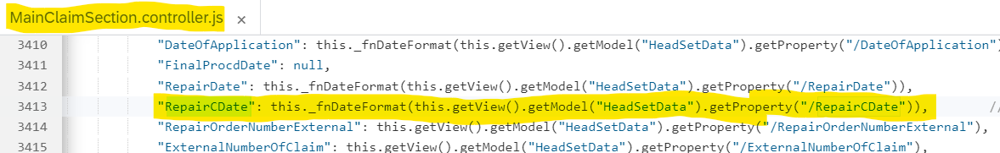 MainClaimSection.controller.js ×
3410 "DateOfApplication": this._fnDateFormat(this.getView().getModel("HeadSetData").getProperty("/DateOfApplication")
3411 "FinalProcdDate": null,
3412 "RepairDate": this._fnDateFormat(this.getView().getModel("HeadSetData").getProperty("/RepairDate")),
3413 "RepairCDate": this._fnDateFormat(this.getView().getModel("HeadSetData").getProperty("/RepairCDate")), //
3414 "RepairOrderNumberExternal": this.getView().getModel("HeadSetData").getProperty("/RepairOrderNumberExternal"),
3415 "ExternalNumberOfClaim": this.getView().getModel("HeadSetData").getProperty("/ExternalNumberOfClaim"),